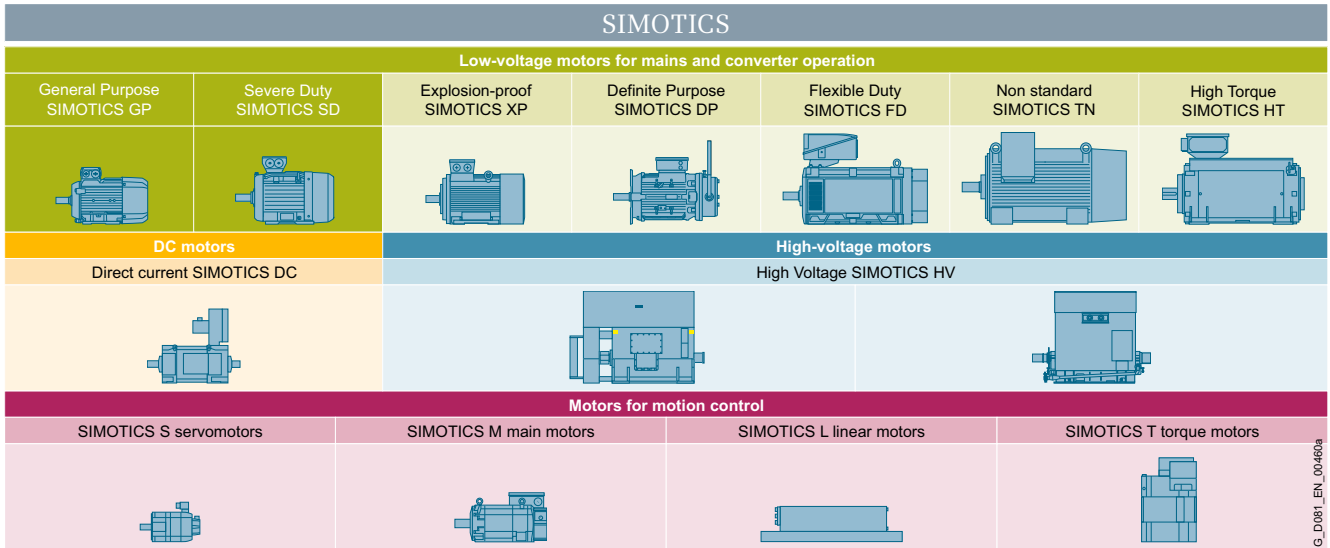 SIMOTICS
Low-voltage motors for mains and converter operation
General Purpose
SIMOTICS GP
Severe Duty
SIMOTICS SD
Explosion-proof
SIMOTICS XP
Definite Purpose
SIMOTICS DP
Flexible Duty
SIMOTICS FD
Non standard
SIMOTICS TN
High Torque
SIMOTICS HT
DC motors
High-voltage motors
Direct current SIMOTICS DC
High Voltage SIMOTICS HV
Motors for motion control
SIMOTICS S servomotors
SIMOTICS M main motors
SIMOTICS L linear motors
SIMOTICS T torque motors
G_D081_EN_00460a